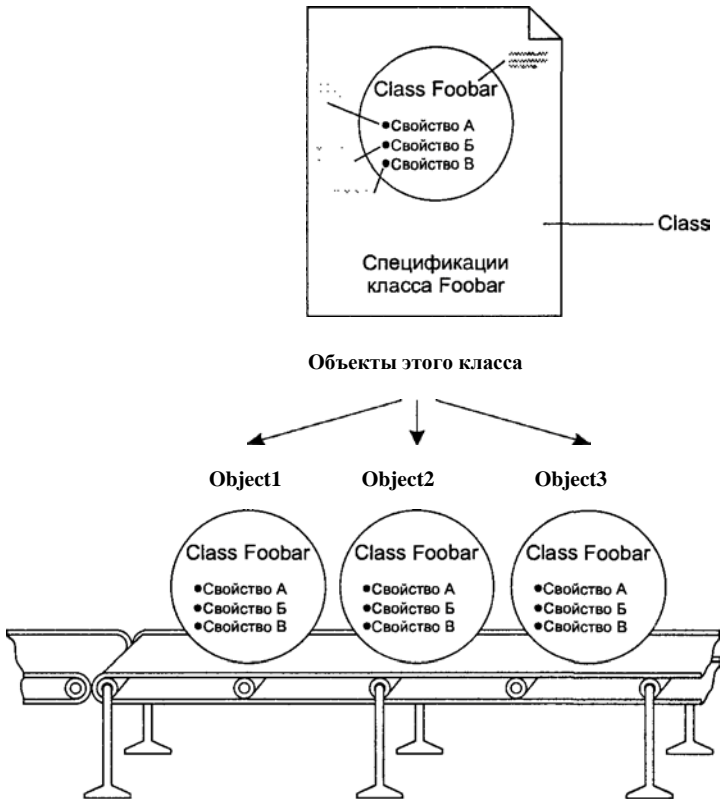 Class Foobar
•Свойство А
•Свойство Б
•Свойство В
Class
Спецификации
класса Foobar
Объекты этого класса
Object1
Object2
Object3
Class Foobar
•Свойство А
•Свойство Б
•Свойство В
Class Foobar
•Свойство А
•Свойство Б
•Свойство В
Class Foobar
•Свойство А
•Свойство Б
•Свойство В